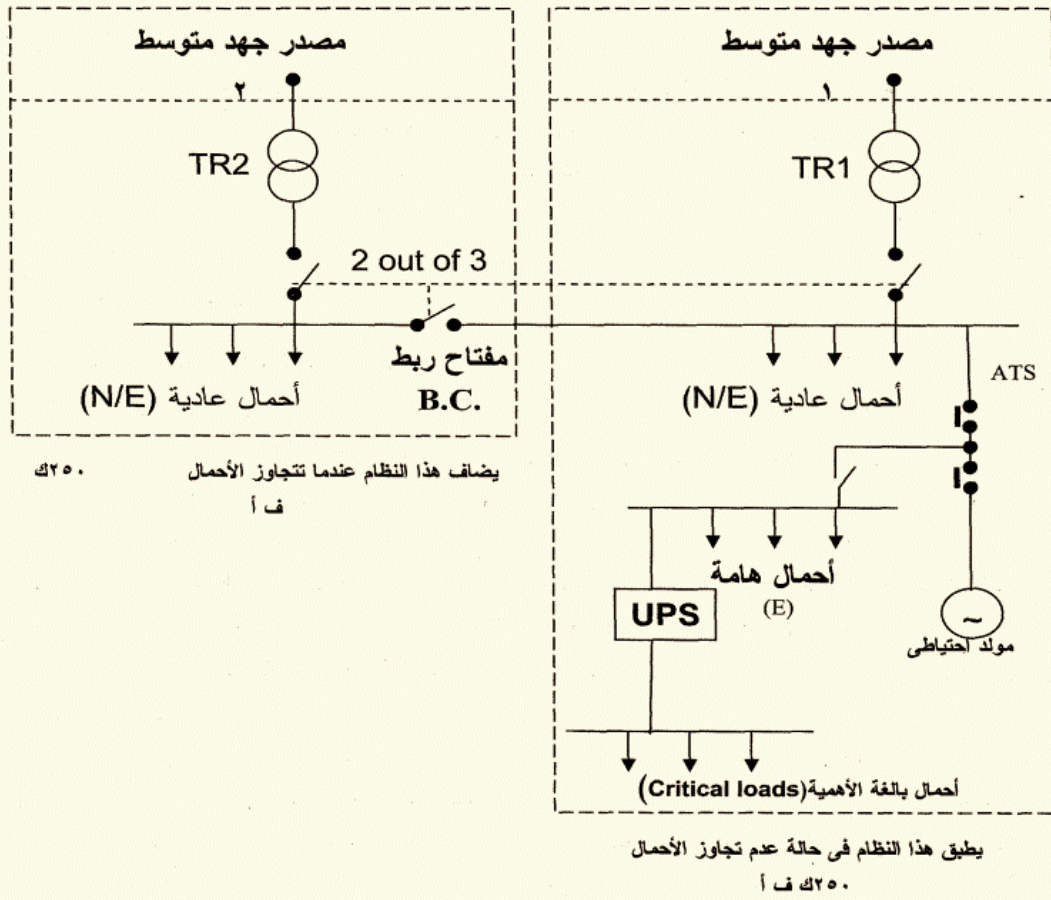 مصدر جهد متوسط
١
TR1
مصدر جهد متوسط
٢
TR2
2 out of 3
مفتاح ربط
B.C.
أحمال عادية (N/E)
أحمال عادية (N/E)
ATS
يضاف هذا النظام عندما تتجاوز الأحمال ٢٥٠ك
ف أ
أحمال هامة
(E)
UPS
~
مولد احتياطى
أحمال بالغة الأهمية(Critical loads)
يطبق هذا النظام فى حالة عدم تجاوز الأحمال
٢٥٠ك ف أ